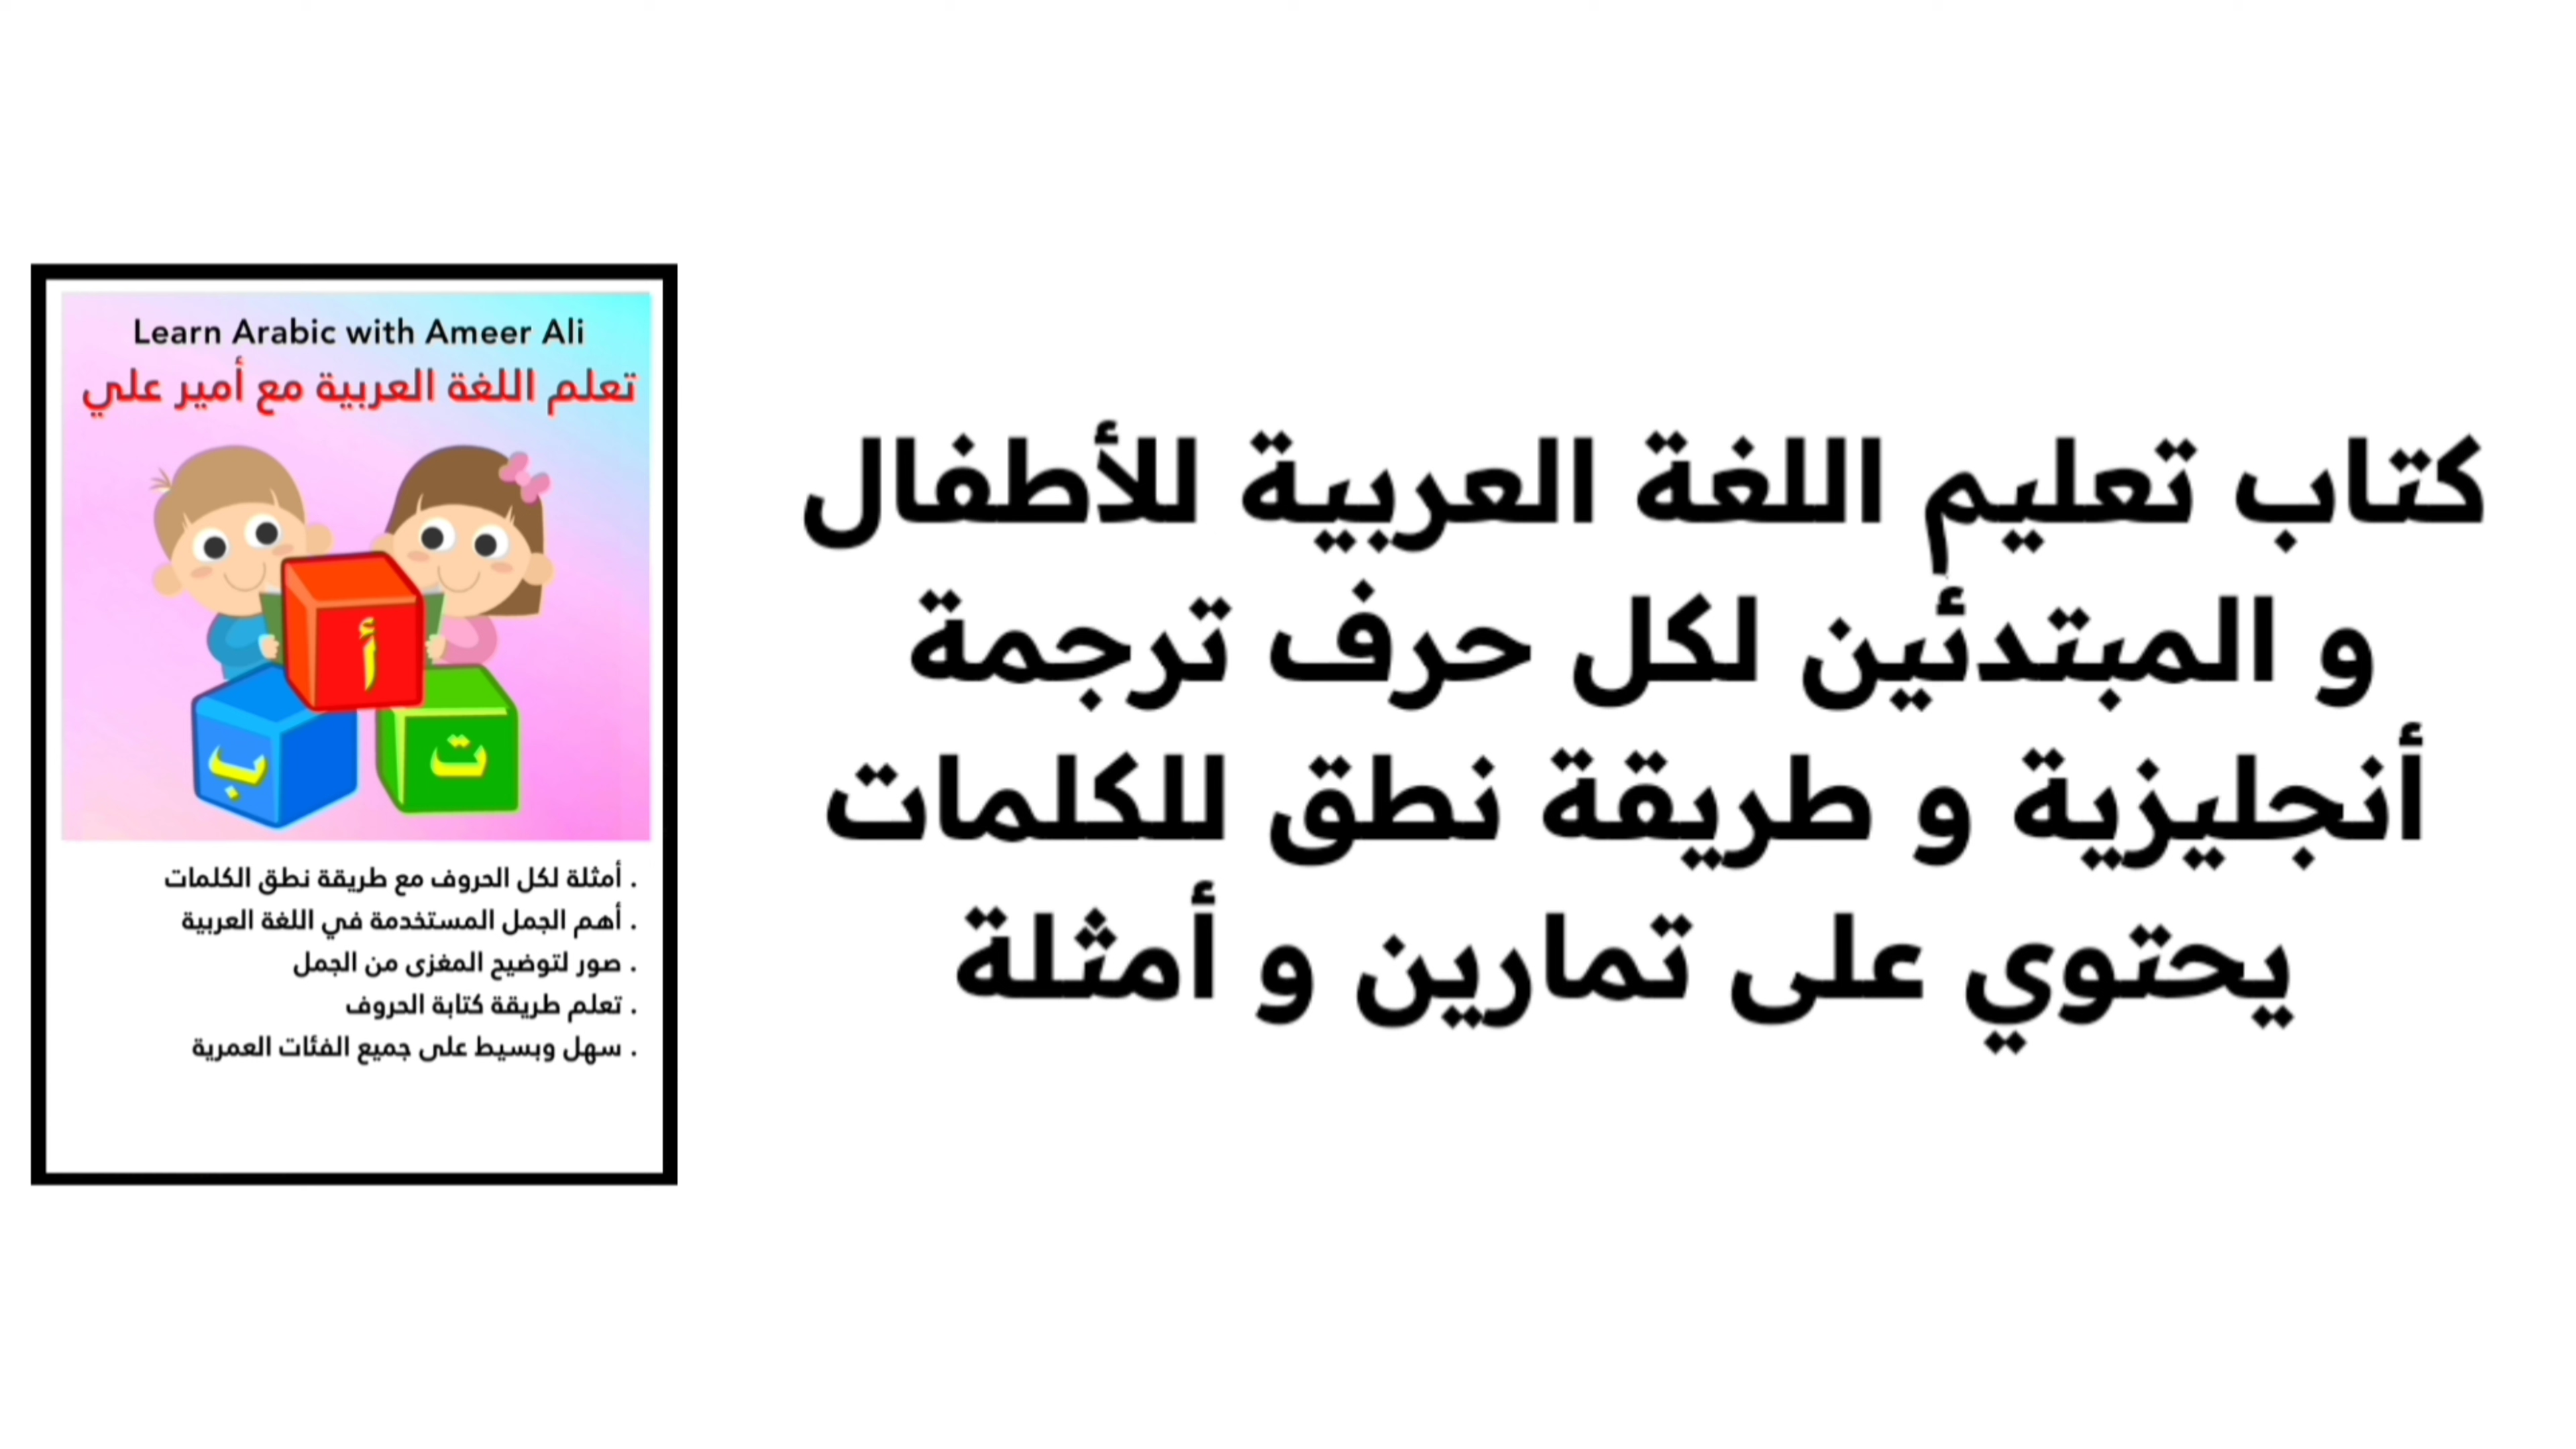 Learn Arabic with Ameer Ali
تعلم اللغة العربية مع أمير علي
أ
ب
ت
. أمثلة لكل الحروف مع طريقة نطق الكلمات
. أهم الجمل المستخدمة في اللغة العربية
. صور لتوضيح المغزى من الجمل
. تعلم طريقة كتابة الحروف
. سهل وبسيط على جميع الفئات العمرية
كتاب تعليم اللغة العربية للأطفال
و المبتدئين لكل حرف ترجمة
أنجليزية و طريقة نطق للكلمات
يحتوي على تمارين و أمثلة